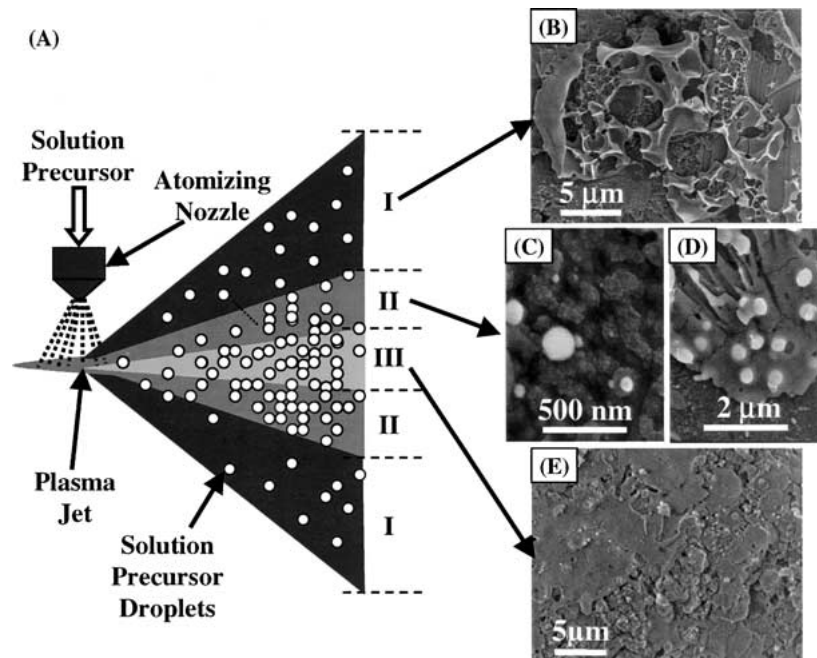 (A)
Solution
Precursor
Atomizing
Nozzle
Plasma
Jet
Solution
Precursor
Droplets
I
II
III
II
I
(B)
5 μm
(C)
500 nm
(D)
2 μm
(E)
5μm